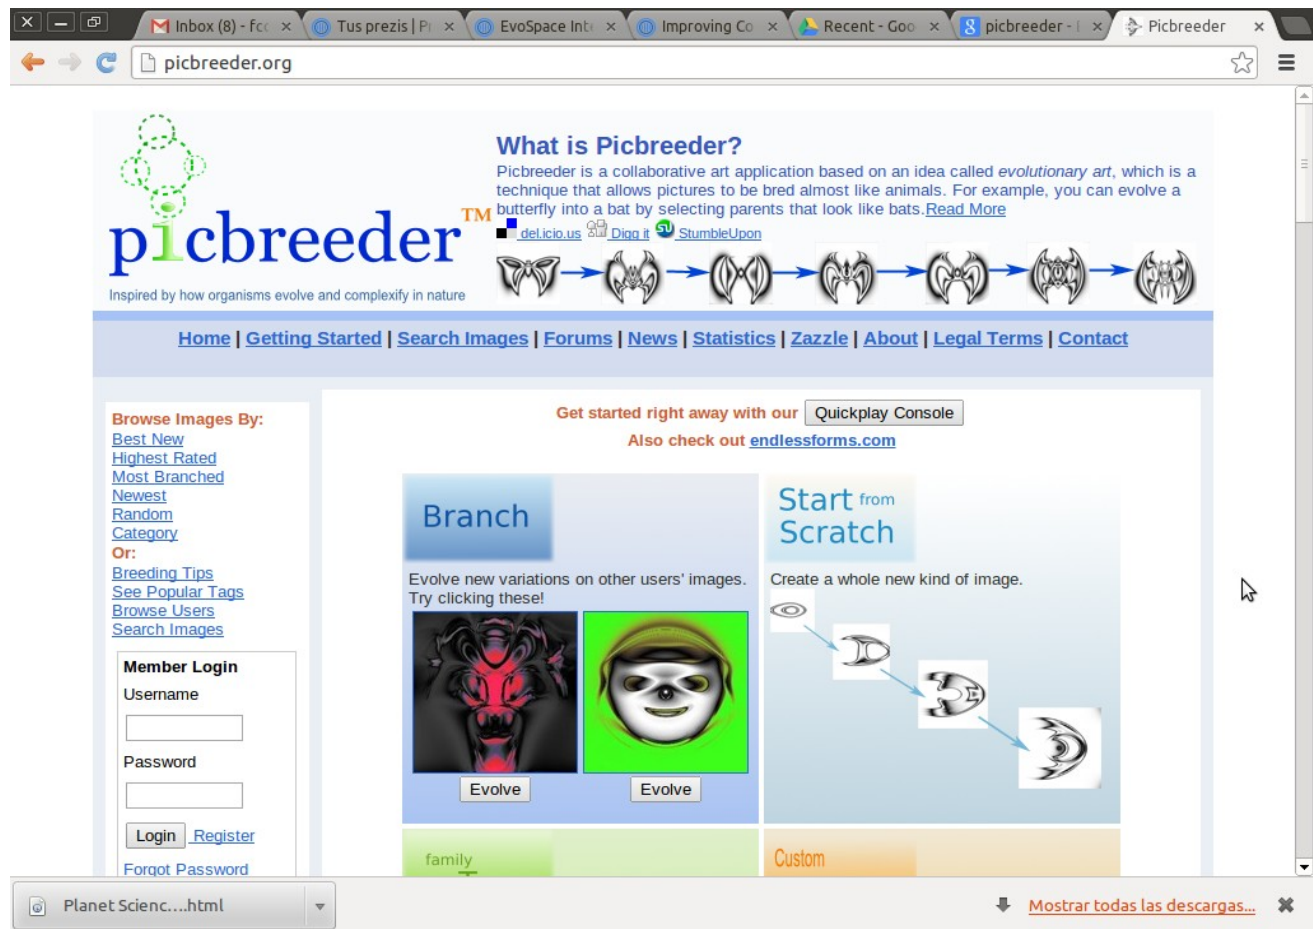 Inbox (8) - fcc
Tus prezis | Pr
EvoSpace Inte
Improving Co
Recent - Goo
picbreeder - f
Picbreeder
picbreeder.org
picbreeder™
Inspired by how organisms evolve and complexify in nature
What is Picbreeder?
Picbreeder is a collaborative art application based on an idea called evolutionary art, which is a
technique that allows pictures to be bred almost like animals. For example, you can evolve a
butterfly into a bat by selecting parents that look like bats.Read More
del.icio.us Digg it StumbleUpon
Home | Getting Started | Search Images | Forums | News | Statistics | Zazzle | About | Legal Terms | Contact
Browse Images By:
Best New
Highest Rated
Most Branched
Newest
Random
Category
Or:
Breeding Tips
See Popular Tags
Browse Users
Search Images
Member Login
Username
Password
Login Register
Forgot Password
Get started right away with our Quickplay Console
Also check out endlessforms.com
Branch
Evolve new variations on other users' images.
Try clicking these!
Evolve
Evolve
Start from
Scratch
Create a whole new kind of image.
family
Custom
Planet Scienc....html
Mostrar todas las descargas...